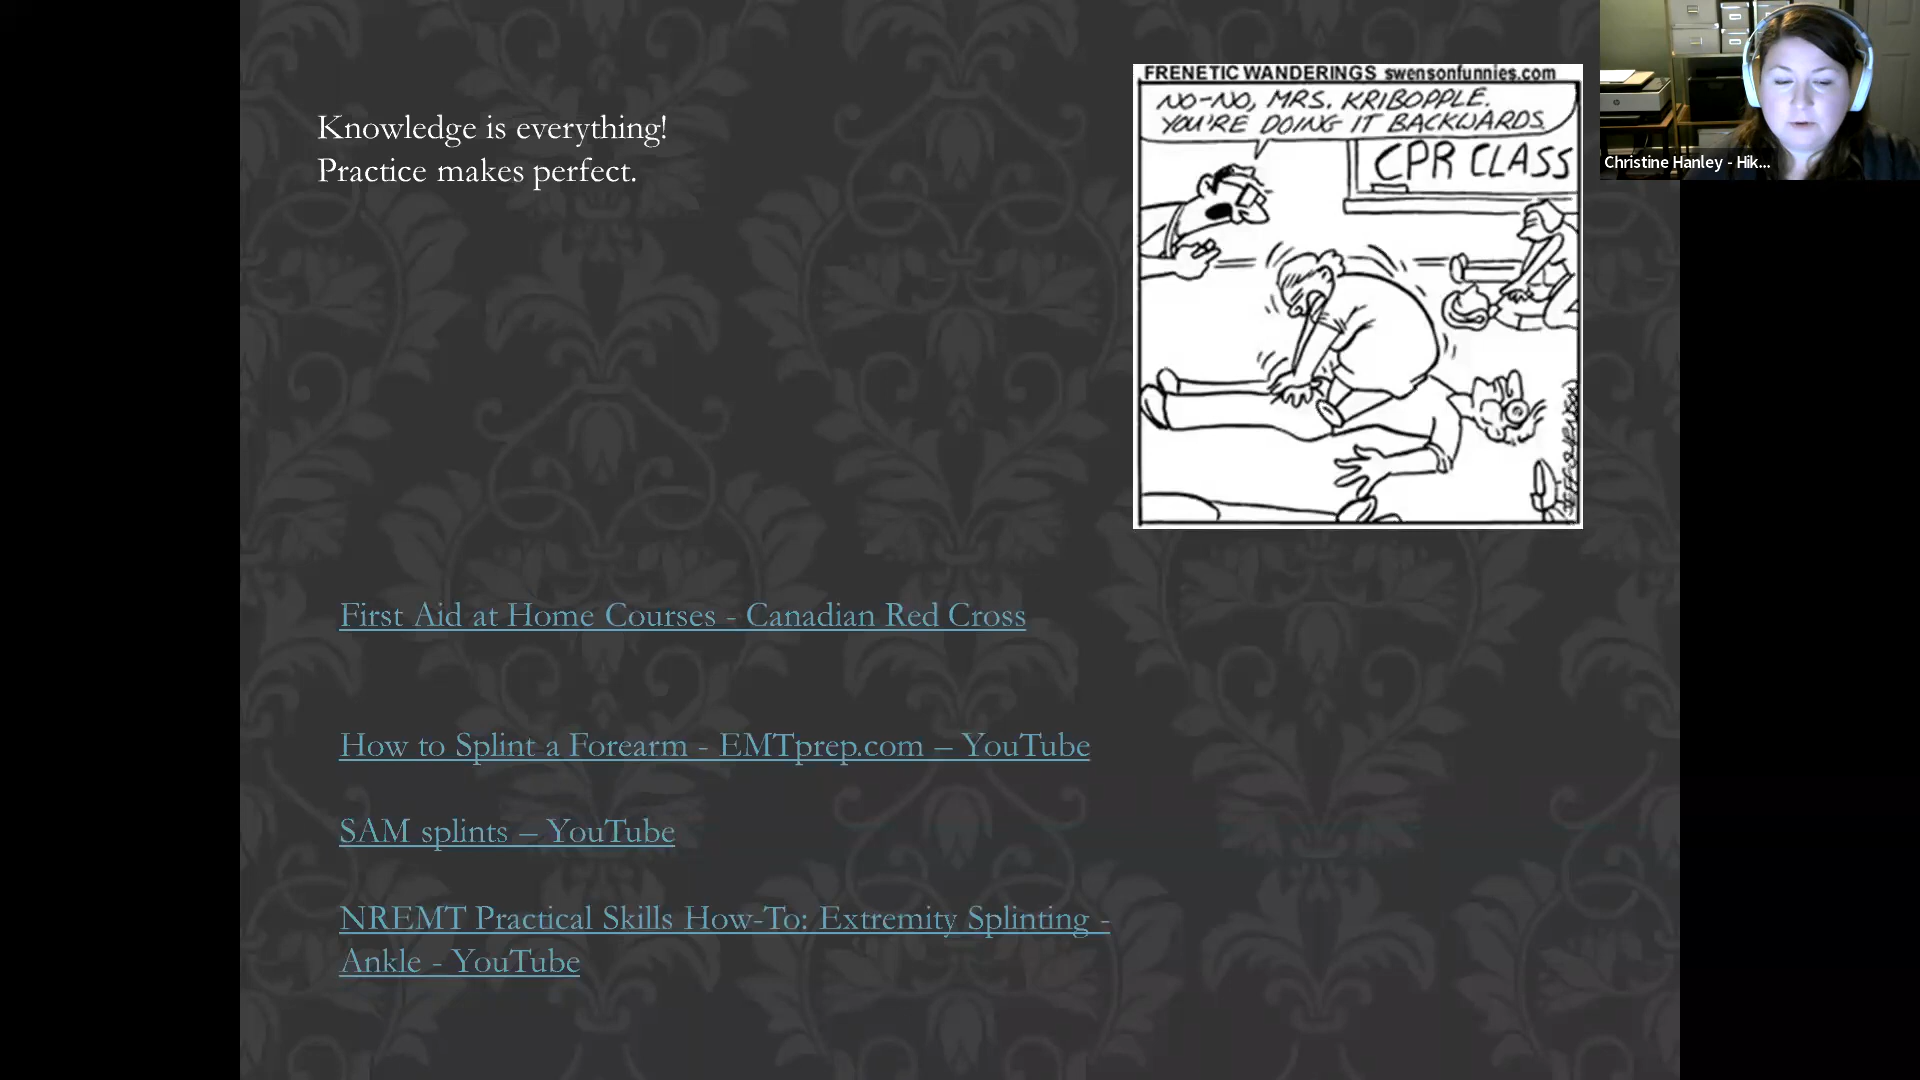 Knowledge is everything!
Practice makes perfect.
FRENETIC WANDERINGS swensonfunnies.com
NO-NO, MRS. KRIBOPPLE.
YOU'RE DOING IT BACKWARDS
CPR CLASS
Christine Hanley - Hik...
First Aid at Home Courses - Canadian Red Cross
How to Splint a Forearm - EMTprep.com – YouTube
SAM splints – YouTube
NREMT Practical Skills How-To: Extremity Splinting -
Ankle - YouTube